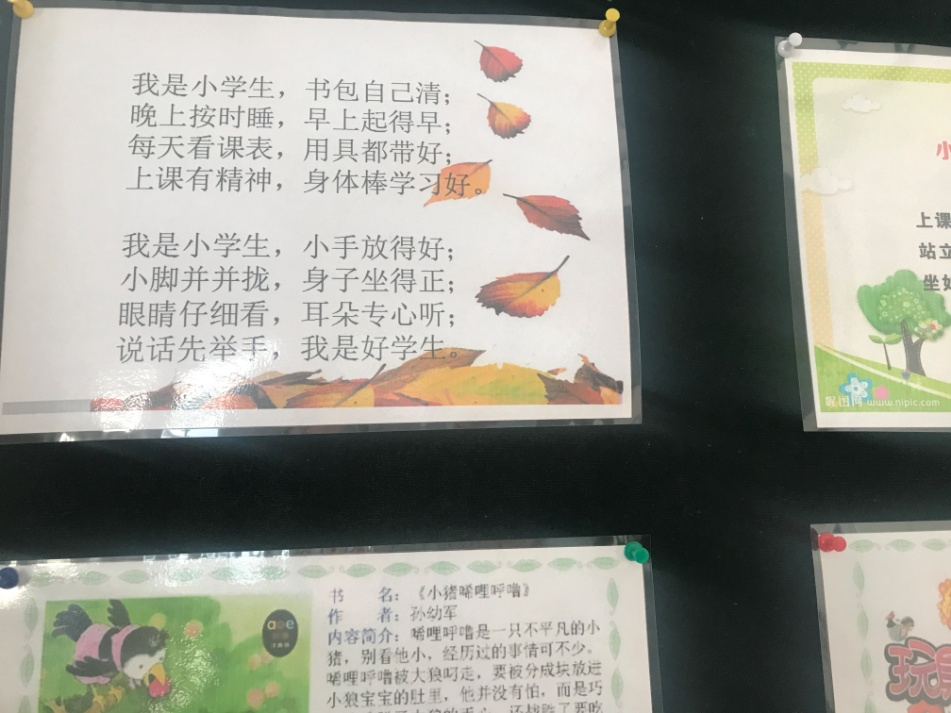 我是小学生，书包自己清；
晚上按时睡，早上起得早；
每天看课表，用具都带好；
上课有精神，身体棒学习好。
我是小学生，小手放得好；
小脚并并拢，身子坐得正；
眼睛仔细看，耳朵专心听；
说话先举手，我是好学生。
小
上课
站立
坐如
昵图网 www.nipic.com
书 名：《小猪唏哩呼噜》
作 者：孙幼军
内容简介：唏哩呼噜是一只不平凡的小
猪，别看他小，经历过的事情可不少。
唏哩呼噜被大狼叼走，要被分成块放进
小狼宝宝的肚里，他并没有怕，而是巧
aoe
玩